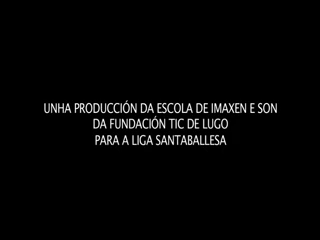 UNHA PRODUCCIÓN DA ESCOLA DE IMAXEN E SON
DA FUNDACIÓN TIC DE LUGO
PARA A LIGA SANTABALLESA